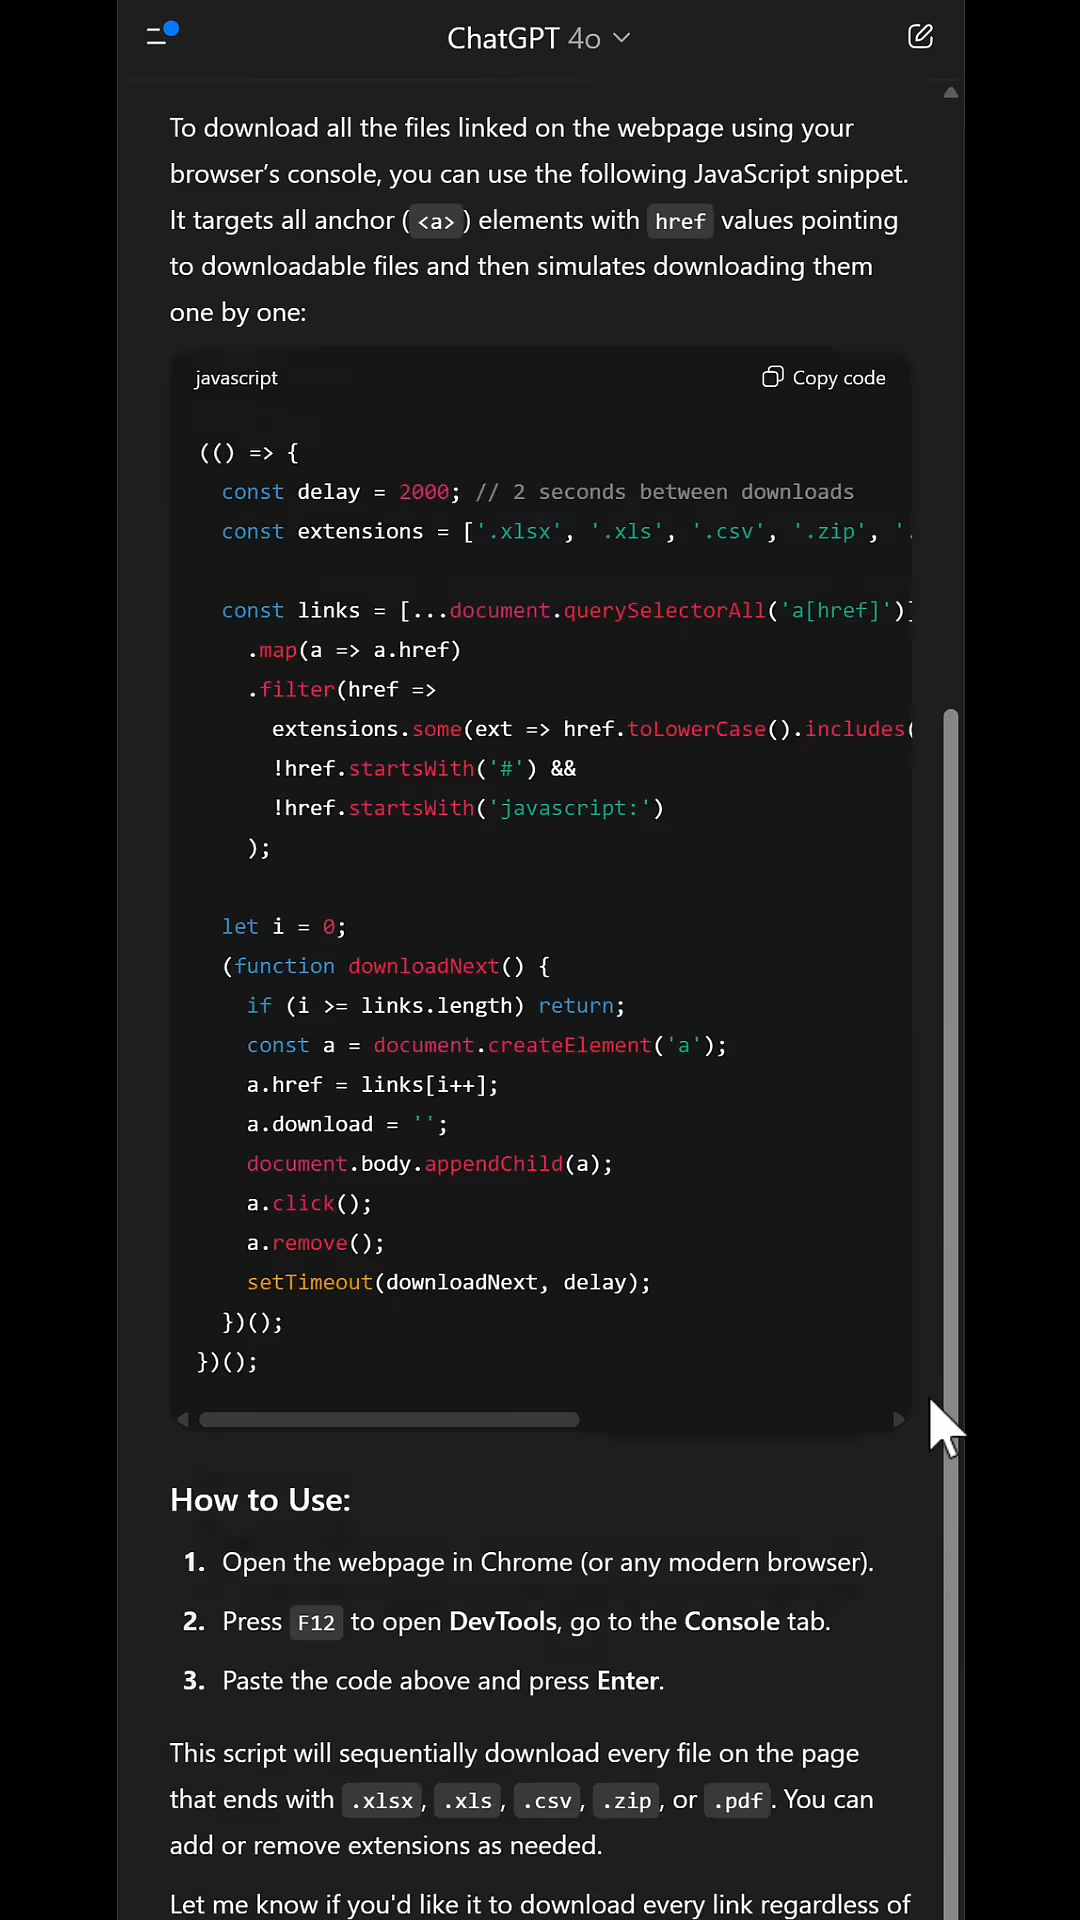 ChatGPT 4o
To download all the files linked on the webpage using your
browser’s console, you can use the following JavaScript snippet.
It targets all anchor ( <a> ) elements with href values pointing
to downloadable files and then simulates downloading them
one by one:
javascript Copy code
(() => {
  const delay = 2000; // 2 seconds between downloads
  const extensions = ['.xlsx', '.xls', '.csv', '.zip', '.
  const links = [...document.querySelectorAll('a[href]')]
    .map(a => a.href)
    .filter(href =>
      extensions.some(ext => href.toLowerCase().includes(
      !href.startsWith('#') &&
      !href.startsWith('javascript:')
    );
  let i = 0;
  (function downloadNext() {
    if (i >= links.length) return;
    const a = document.createElement('a');
    a.href = links[i++];
    a.download = '';
    document.body.appendChild(a);
    a.click();
    a.remove();
    setTimeout(downloadNext, delay);
  })();
})();
How to Use:
1. Open the webpage in Chrome (or any modern browser).
2. Press F12 to open DevTools, go to the Console tab.
3. Paste the code above and press Enter.
This script will sequentially download every file on the page
that ends with .xlsx, .xls, .csv, .zip, or .pdf. You can
add or remove extensions as needed.
Let me know if you'd like it to download every link regardless of